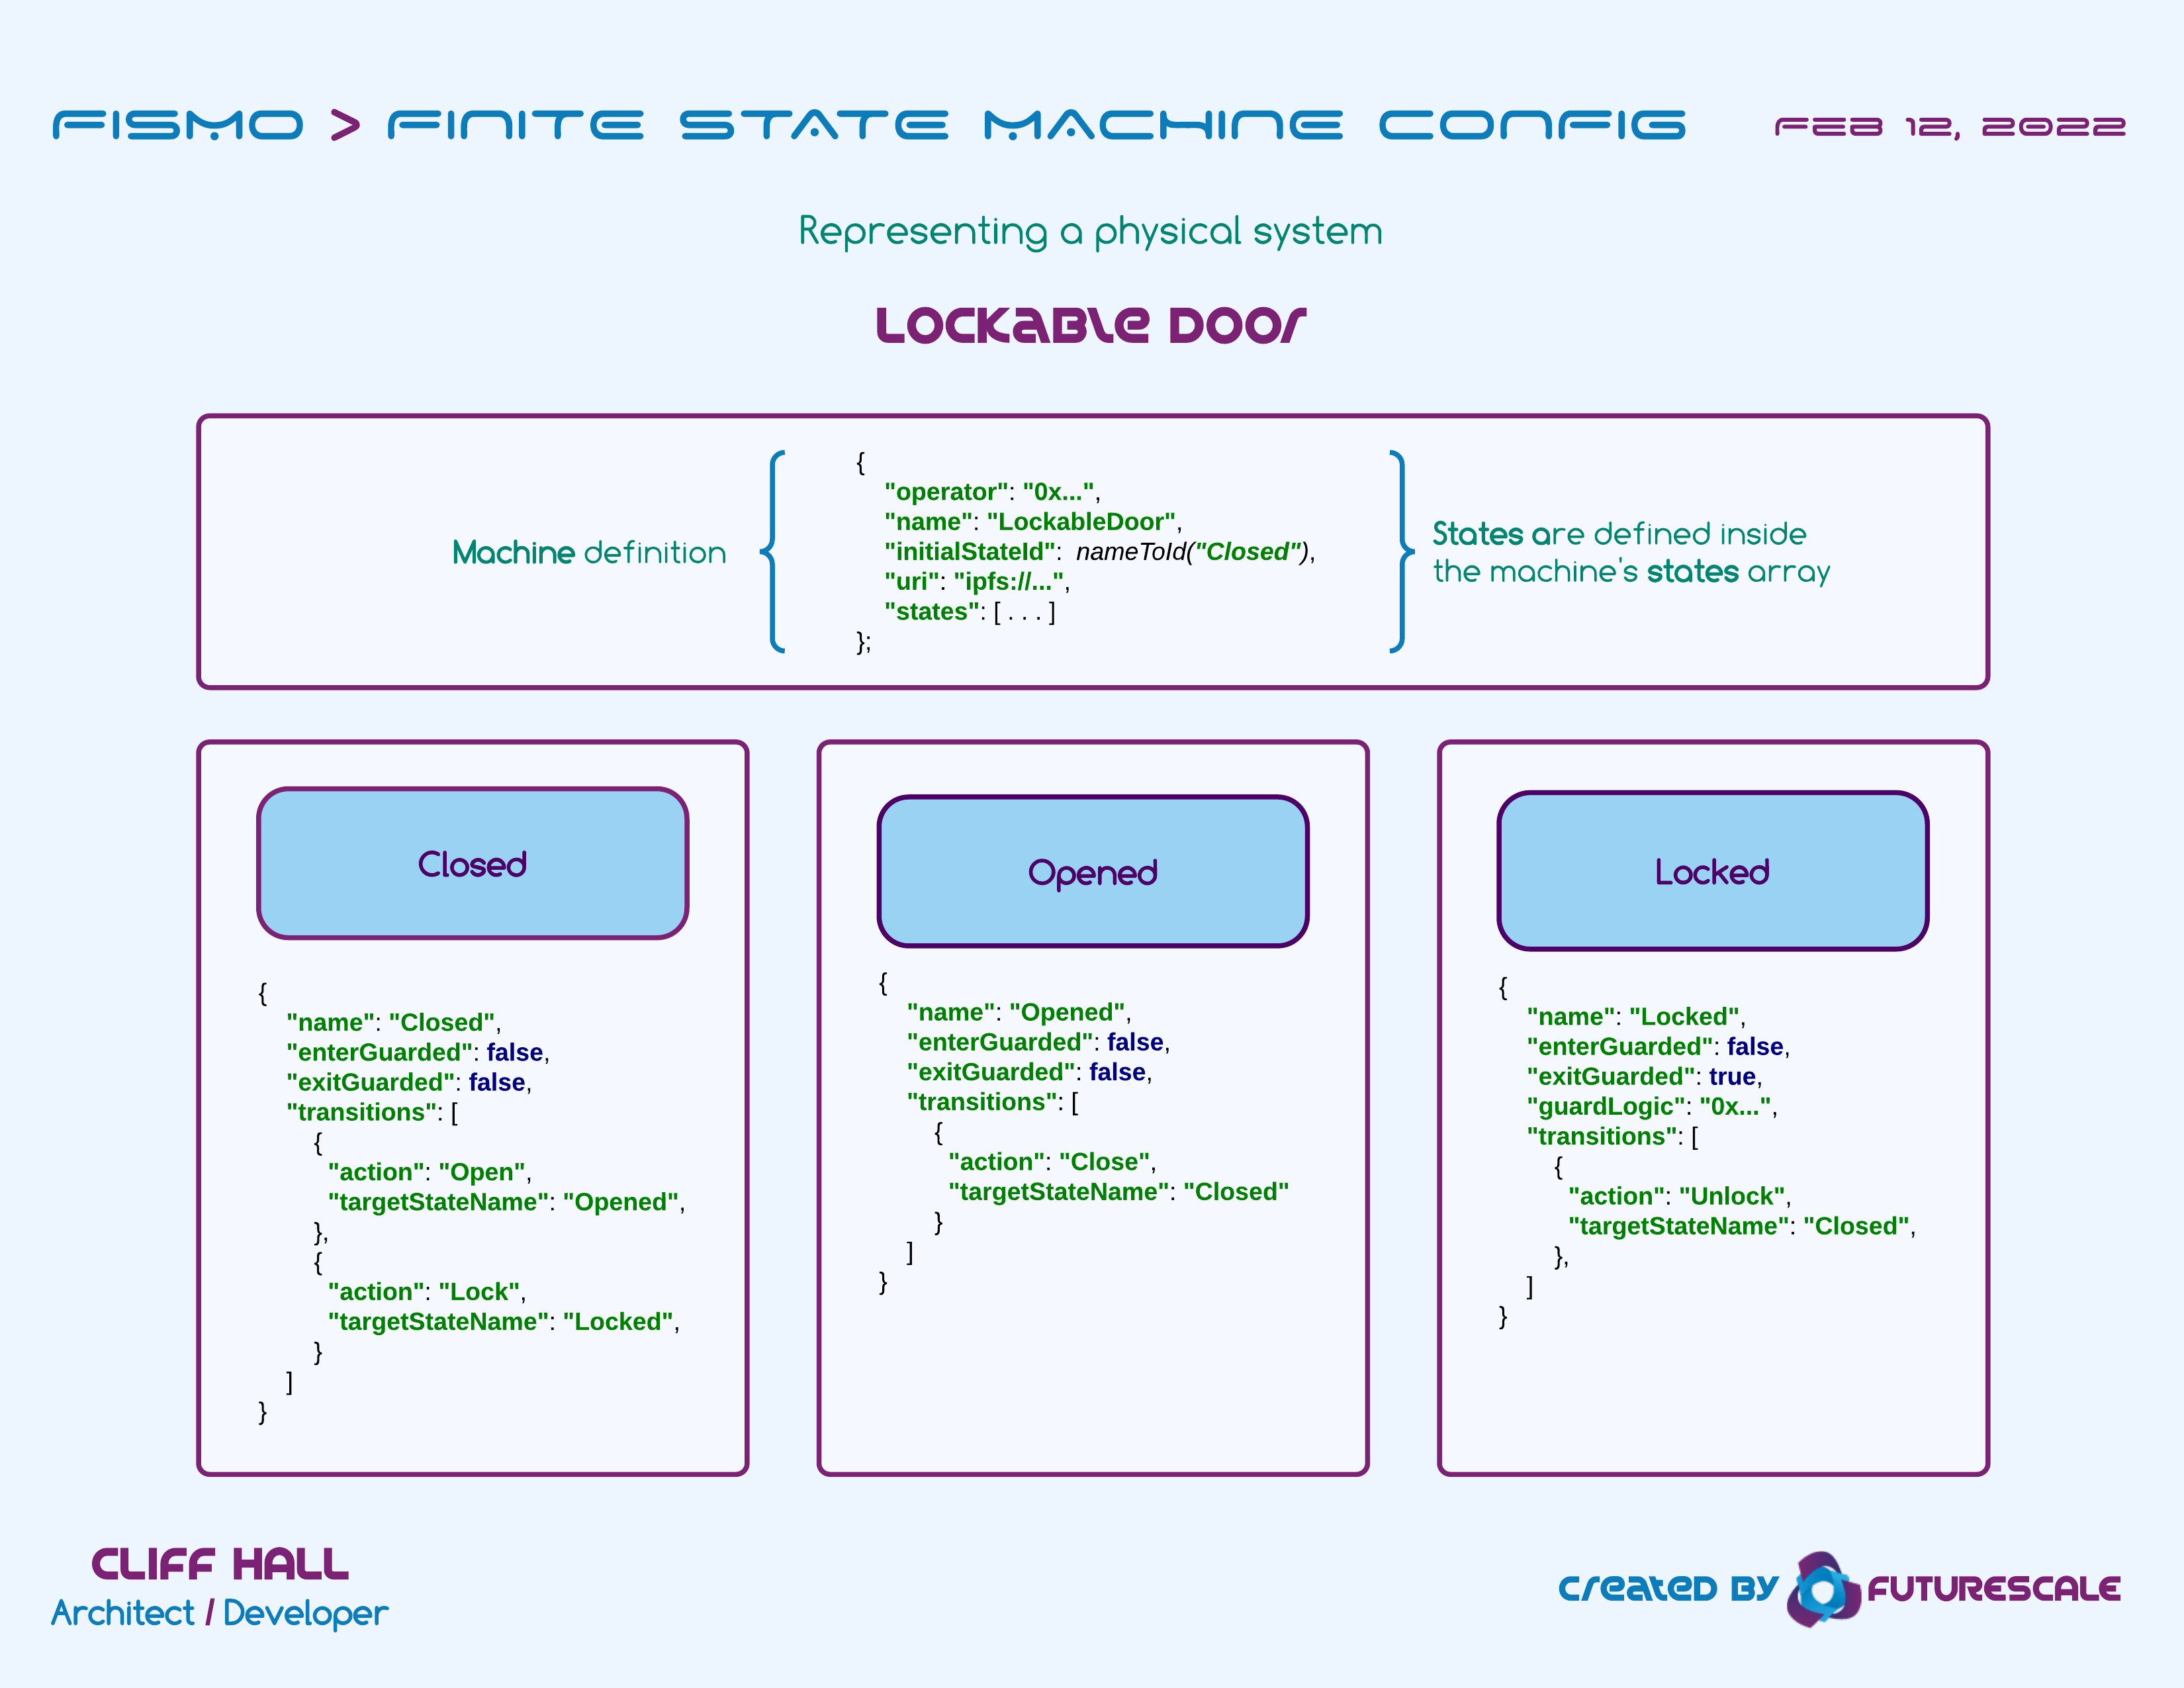 FISMO > FINITE STATE MACHINE CONFIG
FEB 12, 2022
Representing a physical system
LOCKABLE DOOR
Machine definition
{
"operator": "0x...",
"name": "LockableDoor",
"initialStateId": nameToId("Closed"),
"uri": "ipfs://...",
"states": [ . . . ]
};
States are defined inside
the machine's states array
Closed
{
"name": "Closed",
"enterGuarded": false,
"exitGuarded": false,
"transitions": [
{
"action": "Open",
"targetStateName": "Opened",
},
{
"action": "Lock",
"targetStateName": "Locked",
}
]
}
Opened
{
"name": "Opened",
"enterGuarded": false,
"exitGuarded": false,
"transitions": [
{
"action": "Close",
"targetStateName": "Closed"
}
]
}
Locked
{
"name": "Locked",
"enterGuarded": false,
"exitGuarded": true,
"guardLogic": "0x...",
"transitions": [
{
"action": "Unlock",
"targetStateName": "Closed",
},
]
}
CLIFF HALL
Architect / Developer
CREATED BY FUTURESCALE